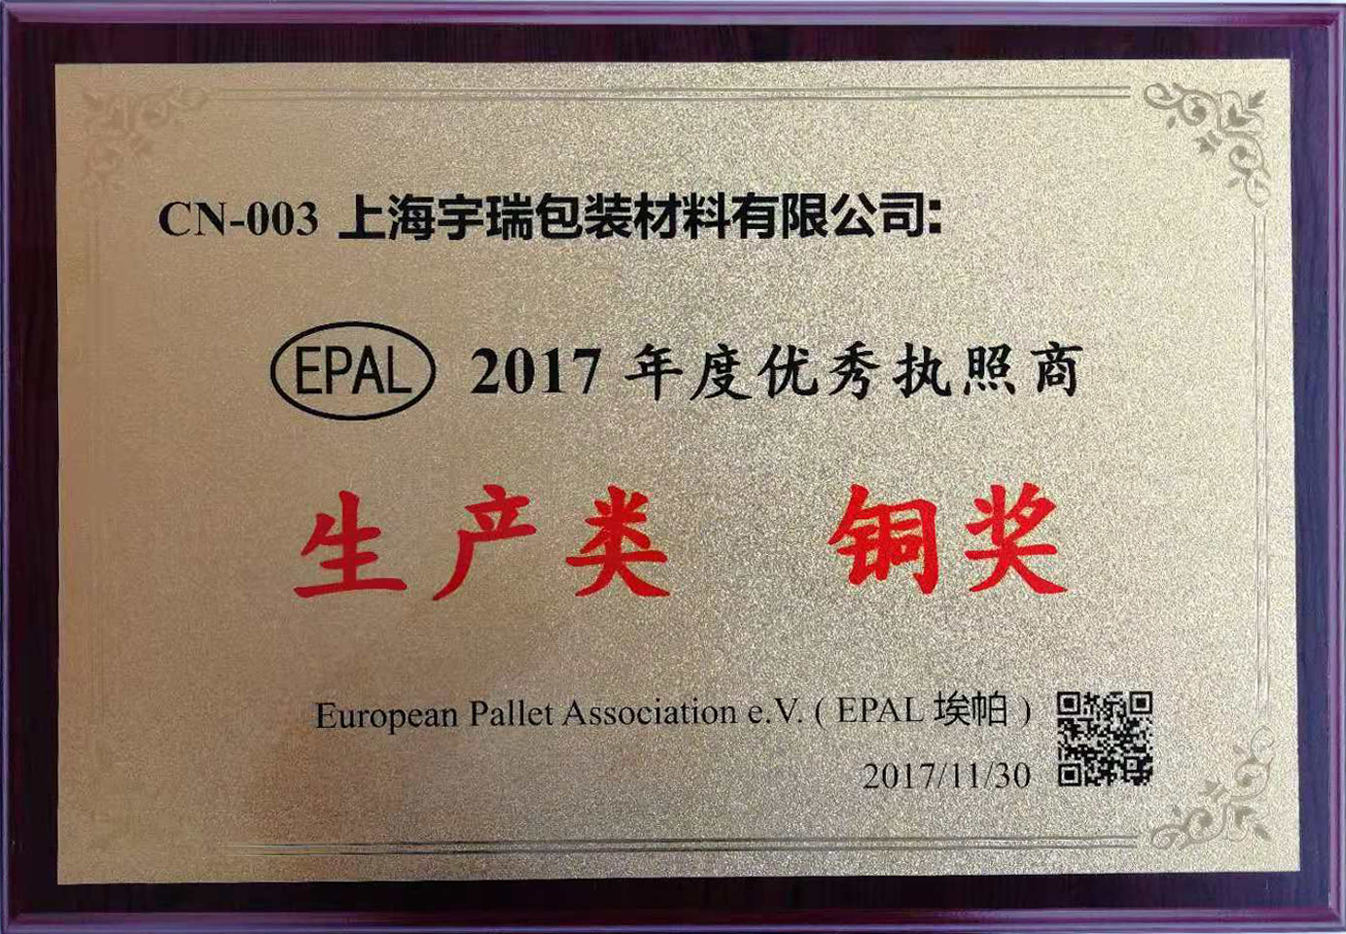 CN-003 上海宇瑞包装材料有限公司:
EPAL 2017 年度优秀执照商
生产类 铜奖
European Pallet Association e.V. ( EPAL 埃帕 )
2017/11/30